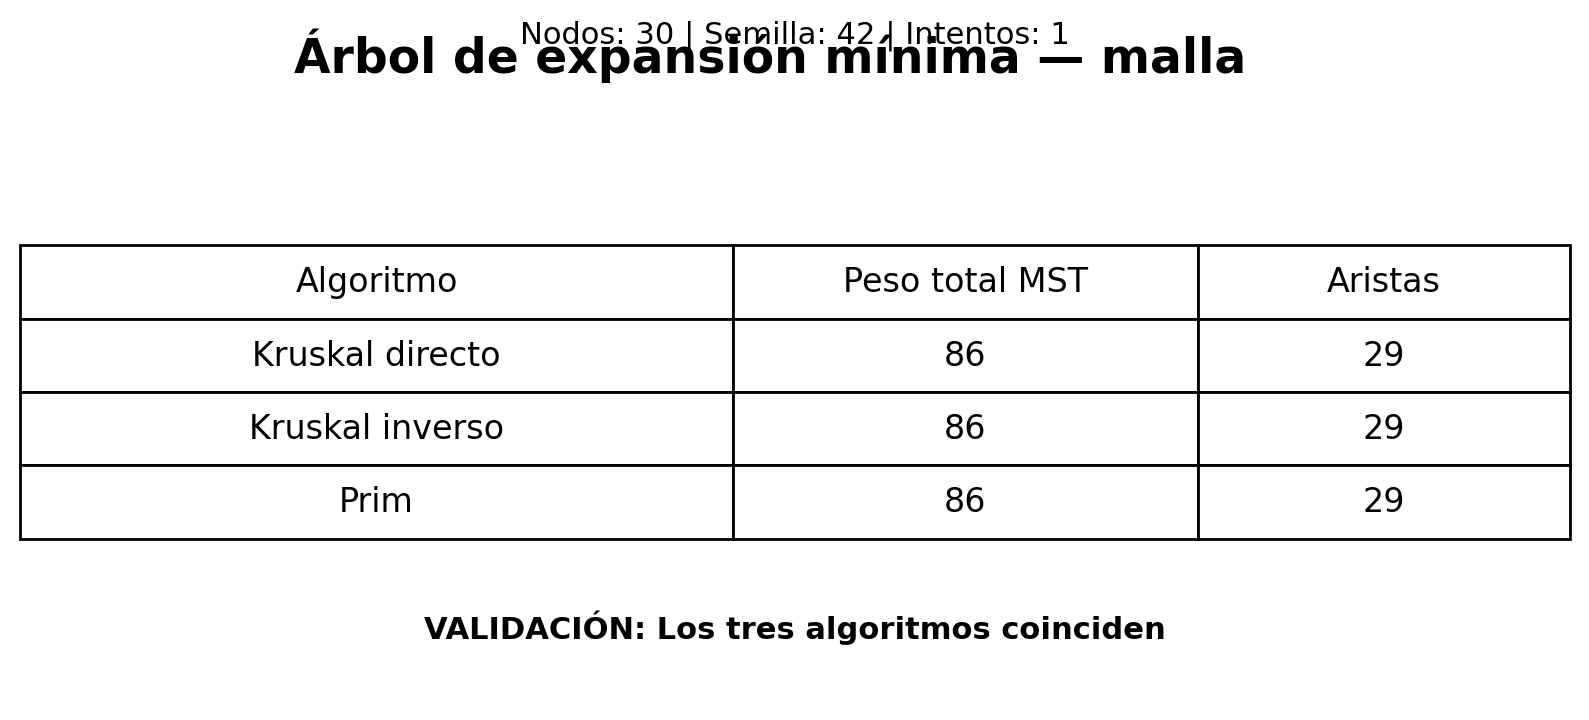 Nodos: 30 | Semilla: 42 | Intentos: 1
Árbol de expansión mínima — malla
Algoritmo Peso total MST Aristas
Kruskal directo 86 29
Kruskal inverso 86 29
Prim 86 29
VALIDACIÓN: Los tres algoritmos coinciden